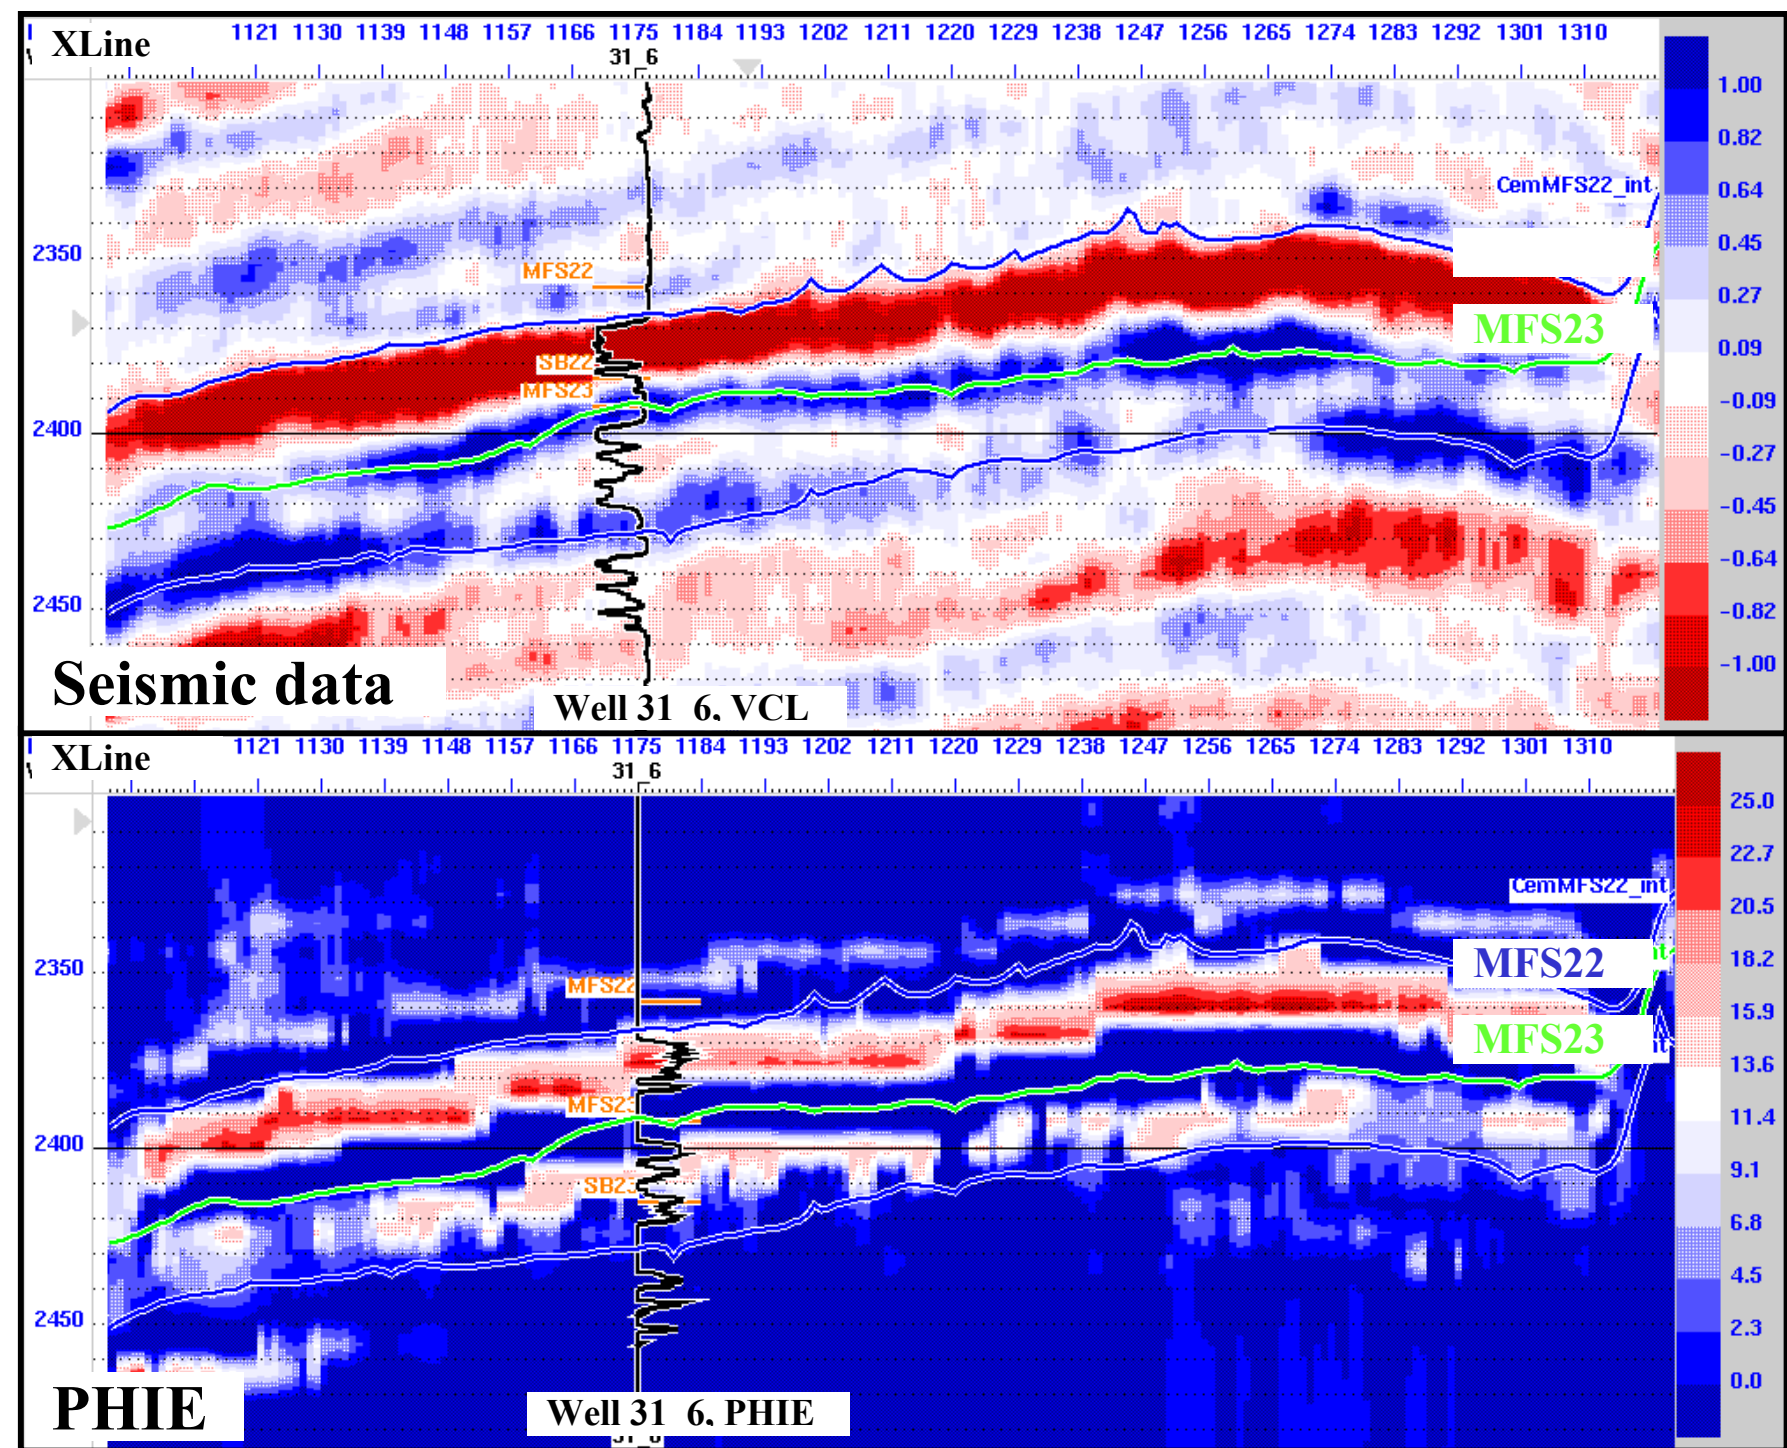 XLine
1121 1130 1139 1148 1157 1166 1175 1184 1193 1202 1211 1220 1229 1238 1247 1256 1265 1274 1283 1292 1301 1310
31_6
1.00
0.82
0.64
0.45
0.27
0.09
-0.09
-0.27
-0.45
-0.64
-0.82
-1.00
CemMFS22_int
2350
MFS22
MFS23
SB22
MFS23
2400
2450
Seismic data
Well 31_6, VCL
XLine
1121 1130 1139 1148 1157 1166 1175 1184 1193 1202 1211 1220 1229 1238 1247 1256 1265 1274 1283 1292 1301 1310
31_6
25.0
22.7
20.5
18.2
15.9
13.6
11.4
9.1
6.8
4.5
2.3
0.0
CemMFS22_int
2350
MFS22
MFS22
MFS23
MFS23
2400
SB23
2450
PHIE
Well 31_6, PHIE